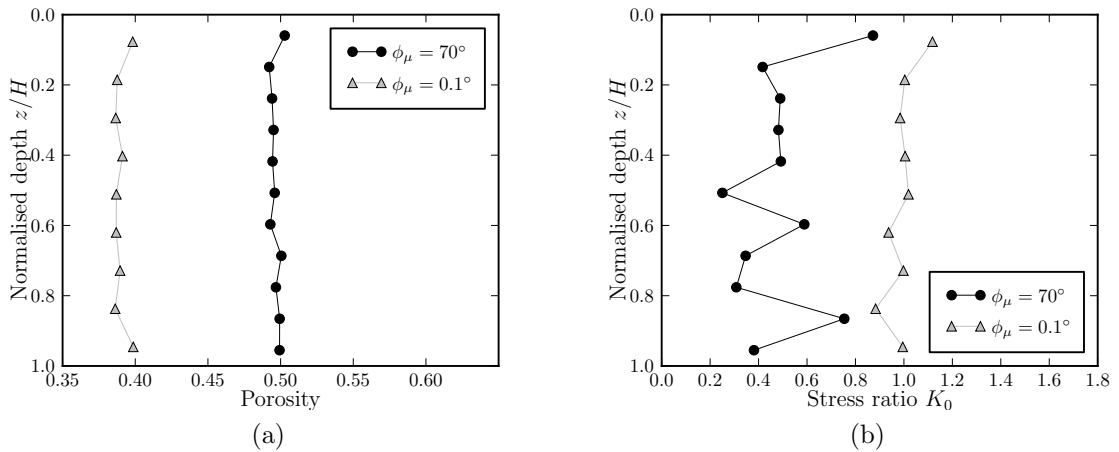 0.0
0.2
0.4
0.6
0.8
1.0
Normalised depth z/H
0.35 0.40 0.45 0.50 0.55 0.60
Porosity
ϕμ = 70°
ϕμ = 0.1°
(a)
0.0
0.2
0.4
0.6
0.8
1.0
Normalised depth z/H
0.0 0.2 0.4 0.6 0.8 1.0 1.2 1.4 1.6 1.8
Stress ratio K0
ϕμ = 70°
ϕμ = 0.1°
(b)